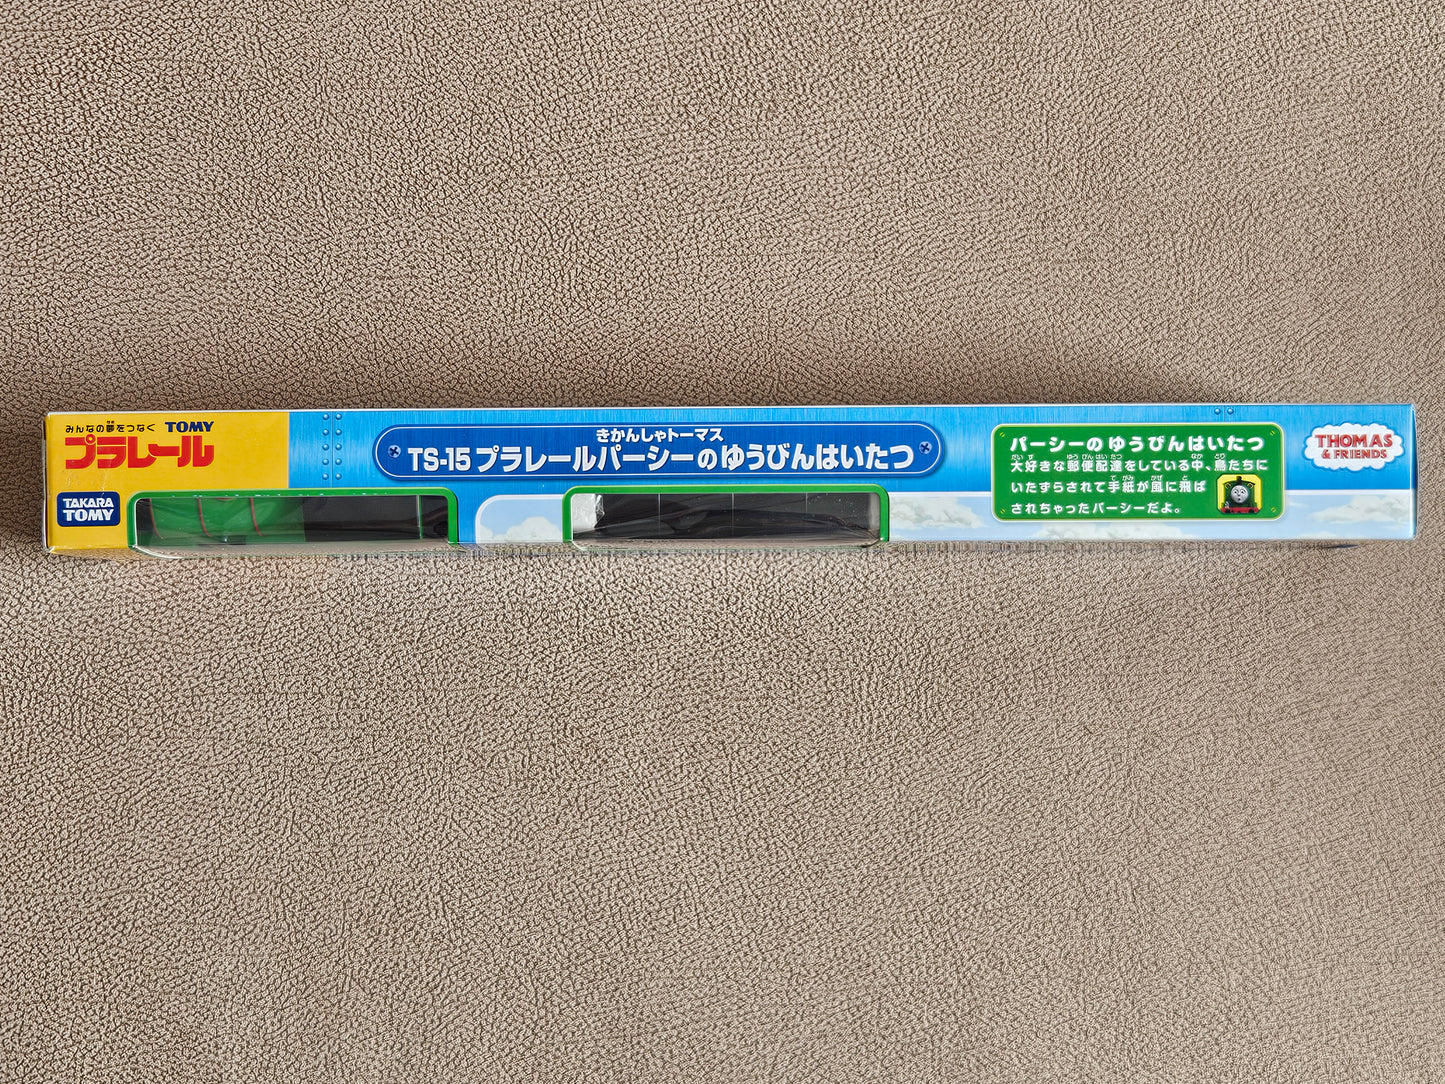 みんなの夢をつなぐ TOMY
プラレール
TAKARA
TOMY
きかんしゃトーマス
TS-15 プラレールパーシーのゆうびんはいたつ
パーシーのゆうびんはいたつ
大好きな郵便配達をしている中、鳥たちに
いたずらされて手紙が風に飛ば
されちゃったパーシーだよ。
THOMAS
& FRIENDS